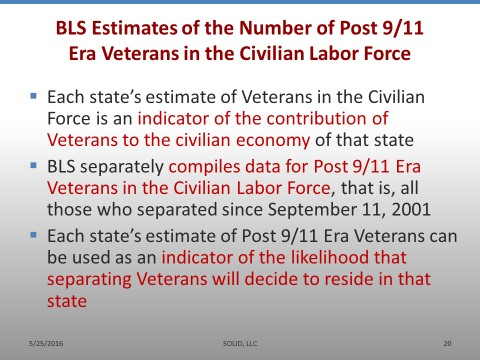 BLS Estimates of the Number of Post 9/11
Era Veterans in the Civilian Labor Force
▪ Each state's estimate of Veterans in the Civilian
Force is an indicator of the contribution of
Veterans to the civilian economy of that state
▪ BLS separately compiles data for Post 9/11 Era
Veterans in the Civilian Labor Force, that is, all
those who separated since September 11, 2001
▪ Each state's estimate of Post 9/11 Era Veterans can
be used as an indicator of the likelihood that
separating Veterans will decide to reside in that
state
5/25/2016 SOLID, LLC 20